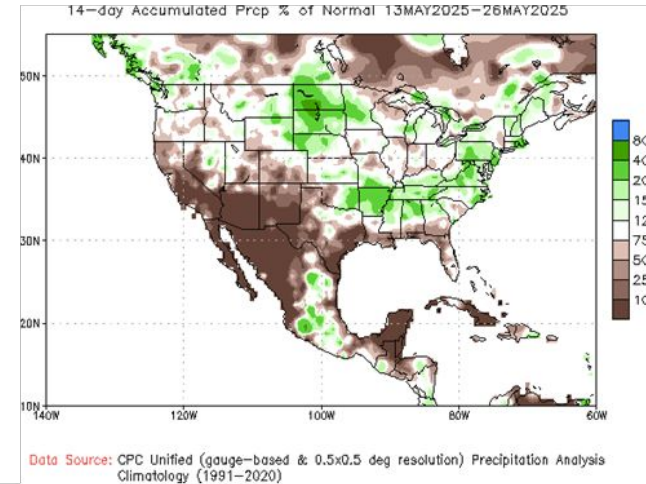 14-day Accumulated Prcp % of Normal 13MAY2025-26MAY2025
50N
40N
30N
20N
10N
140W
120W
100W
80W
60W
Data Source: CPC Unified (gauge-based & 0.5x0.5 deg resolution) Precipitation Analysis
Climatology (1991-2020)